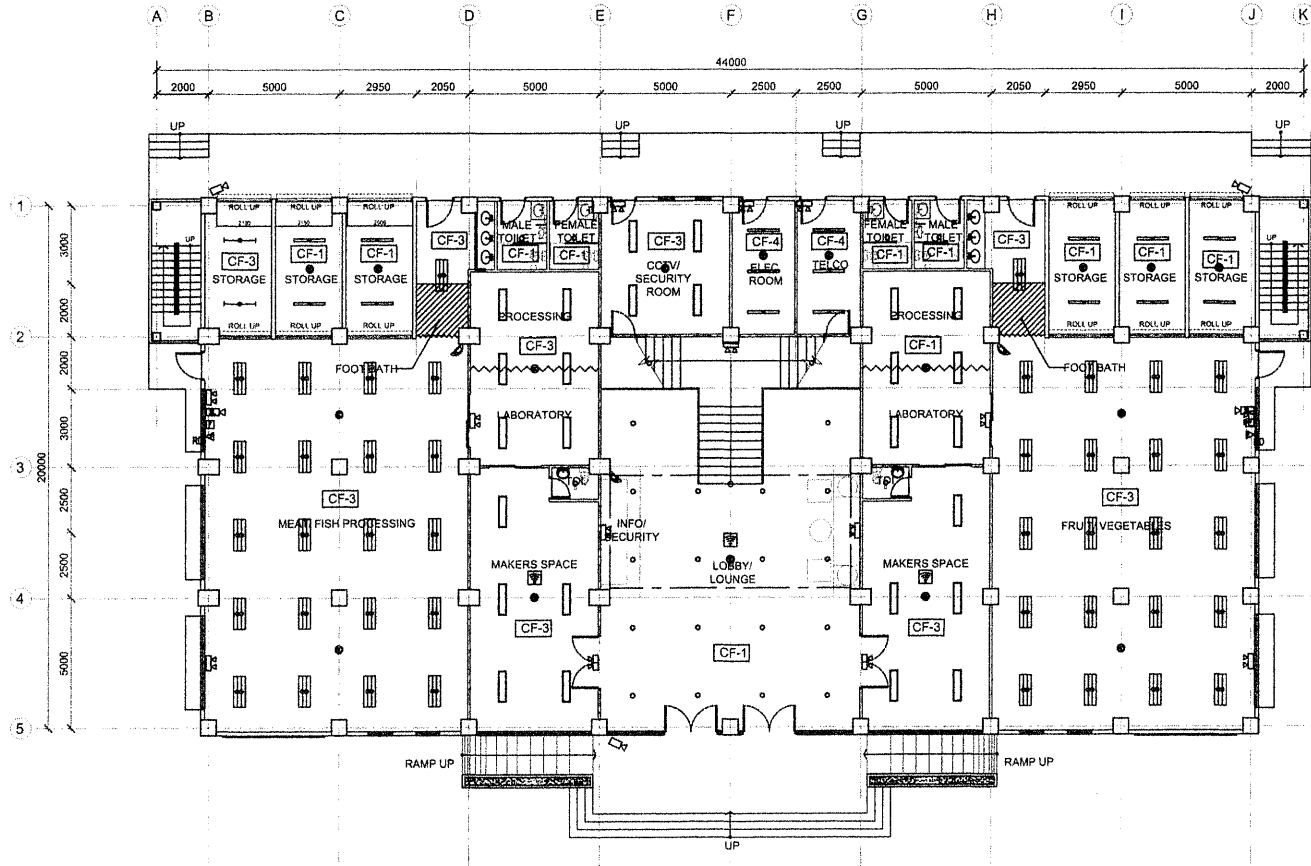 A B C D E F G H I J K
44000
2000 5000 2950 2050 5000 5000 2500 2500 5000 2050 2950 5000 2000
UP UP UP UP
1
ROLL UP ROLL UP ROLL UP ROLL UP ROLL UP ROLL UP
2100 2150
3000
UP
MALE TOILET
FEMALE TOILET
FEMALE TOILET
MALE TOILET
UP
CF-3 CF-3 CF-4 CF-4 CF-3
CF-3 CF-1 CF-1 CF-1 CF-1 CF-1 CF-1 CF-1 CF-1
STORAGE STORAGE STORAGE
CCTV/
SECURITY
ROOM
ELEC
ROOM
TELCO
STORAGE STORAGE STORAGE
2000
PROCESSING PROCESSING
ROLL UP ROLL UP ROLL UP ROLL UP ROLL UP ROLL UP
2
CF-3 CF-1
2000
FOOT BATH FOOT BATH
LABORATORY LABORATORY
3000
20000
3
2500
CF-3 CF-3
MEAT/ FISH PROCESSING
INFO/
SECURITY
FRUIT/ VEGETABLES
2500
MAKERS SPACE
LOBBY/
LOUNGE
MAKERS SPACE
4
CF-3 CF-1 CF-3
5000
5
RAMP UP RAMP UP
UP